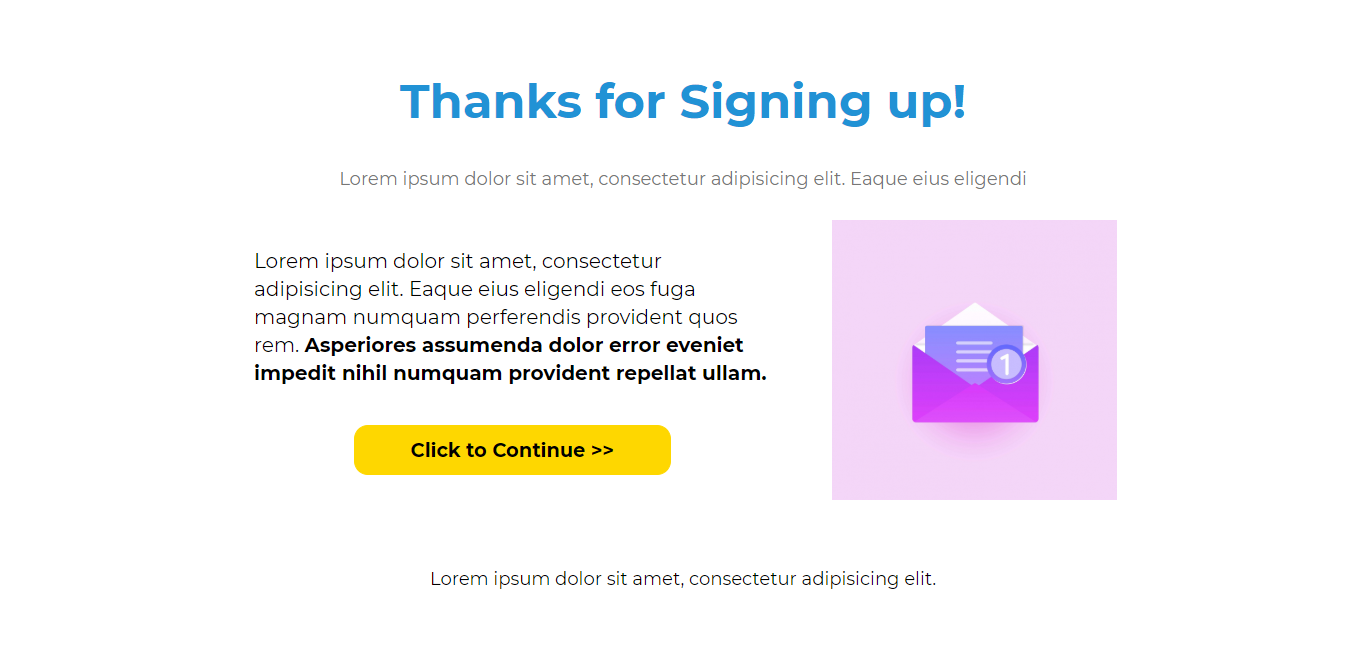 Thanks for Signing up!
Lorem ipsum dolor sit amet, consectetur adipisicing elit. Eaque eius eligendi
Lorem ipsum dolor sit amet, consectetur
adipisicing elit. Eaque eius eligendi eos fuga
magnam numquam perferendis provident quos
rem. Asperiores assumenda dolor error eveniet
impedit nihil numquam provident repellat ullam.
1
Click to Continue >>
Lorem ipsum dolor sit amet, consectetur adipisicing elit.